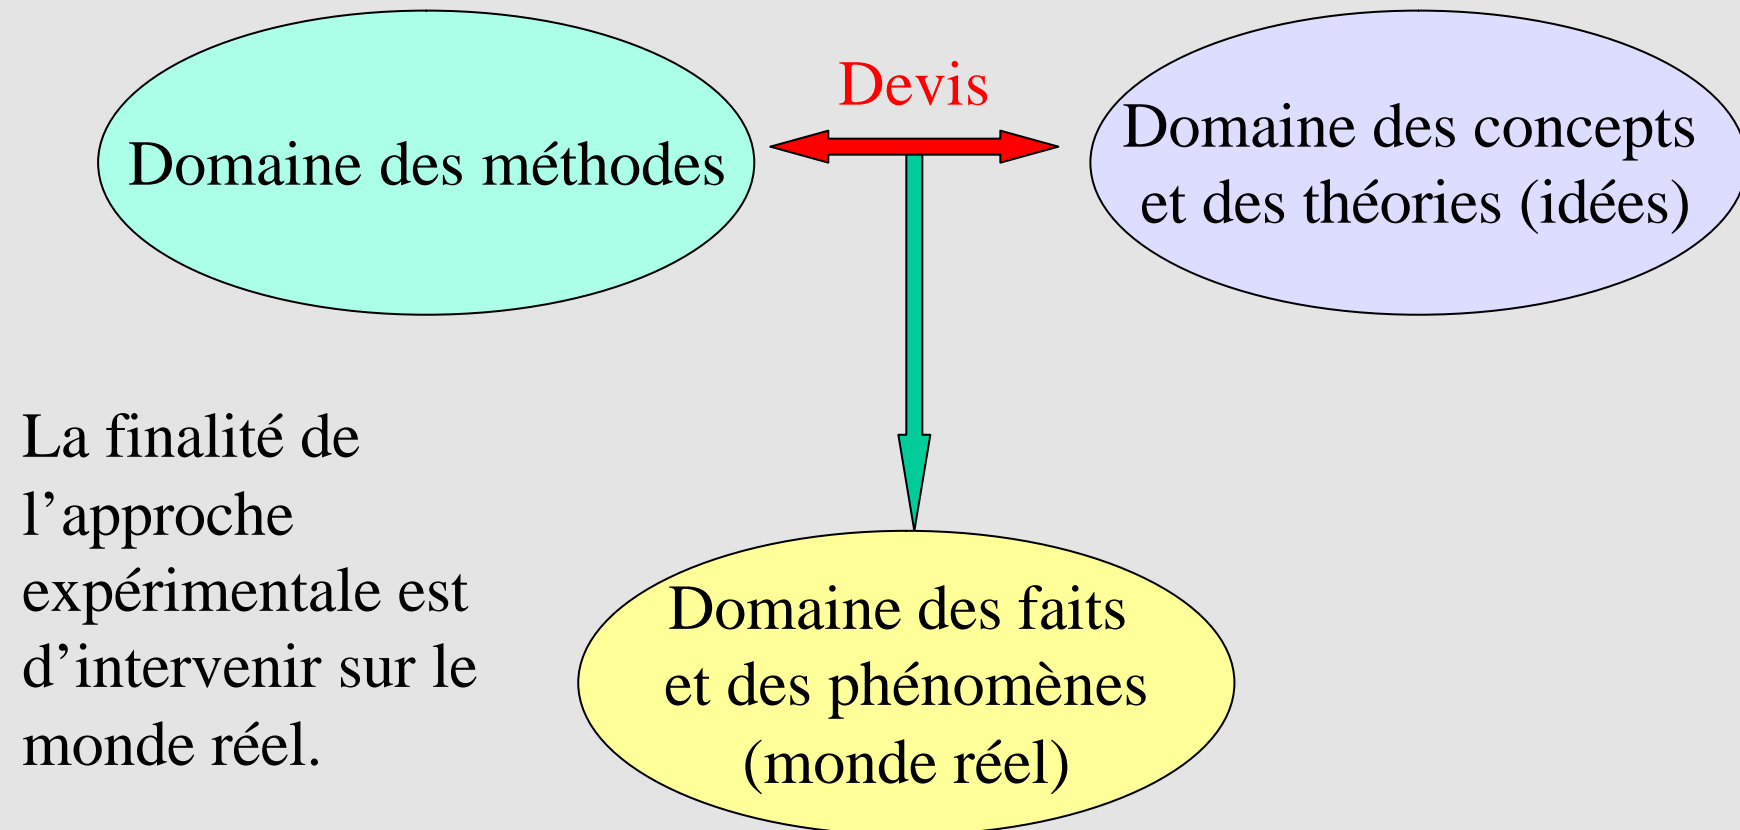 Devis
Domaine des méthodes
Domaine des concepts
et des théories (idées)
La finalité de
l’approche
expérimentale est
d’intervenir sur le
monde réel.
Domaine des faits
et des phénomènes
(monde réel)